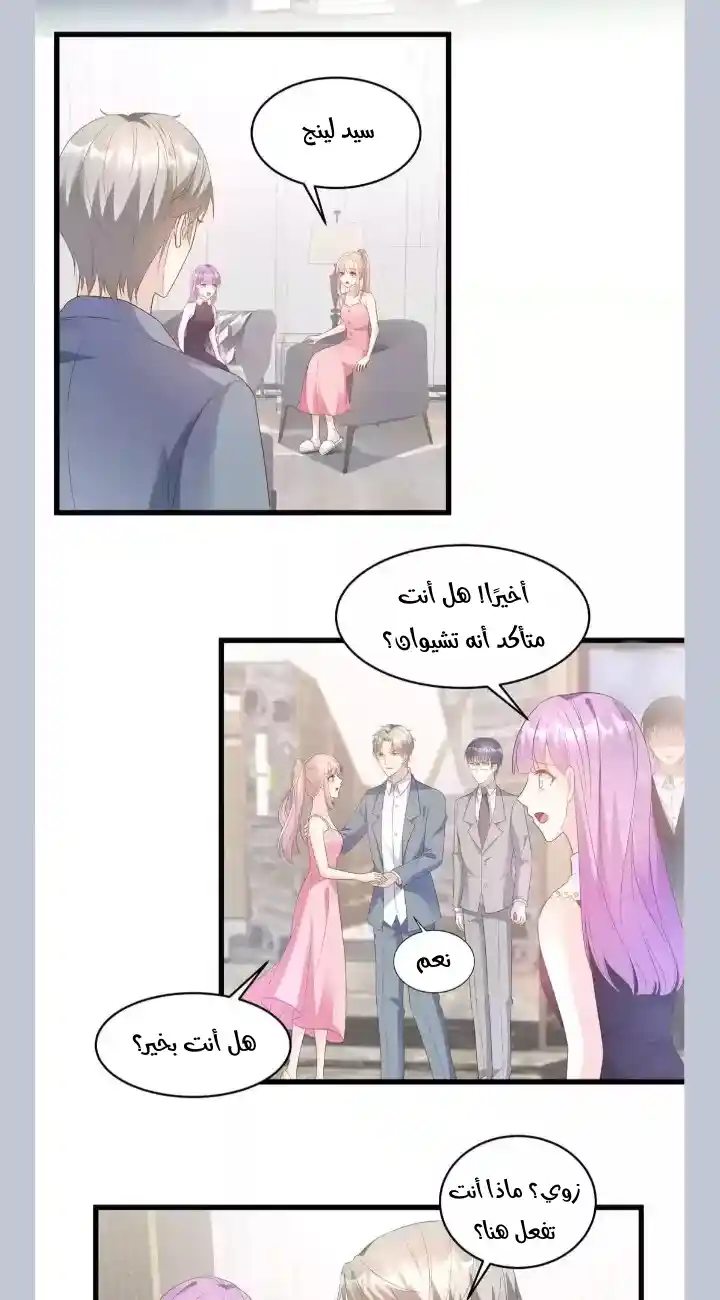 سيد لينج
أخيرًا! هل أنت
متأكد أنه تشيوان؟
نعم
هل أنت بخير؟
زوي؟ ماذا أنت
تفعل هنا؟